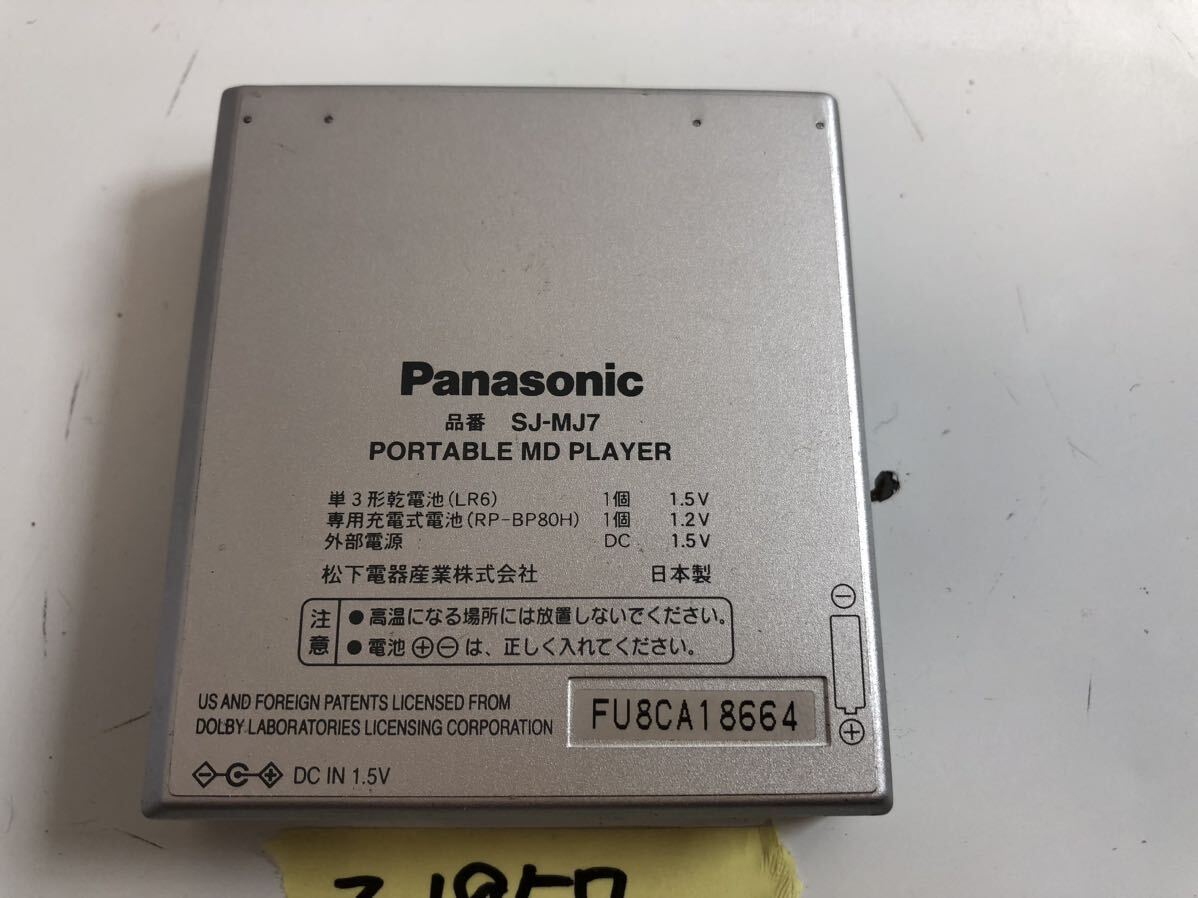 Panasonic
品番 SJ-MJ7
PORTABLE MD PLAYER
単3形乾電池(LR6) 1個 1.5V
専用充電式電池(RP-BP80H) 1個 1.2V
外部電源 DC 1.5V
松下電器産業株式会社 日本製
注意
●高温になる場所には放置しないでください。
●電池⊕⊖は、正しく入れてください。
US AND FOREIGN PATENTS LICENSED FROM
DOLBY LABORATORIES LICENSING CORPORATION
FU8CA18664
⊖
⊕
DC IN 1.5V